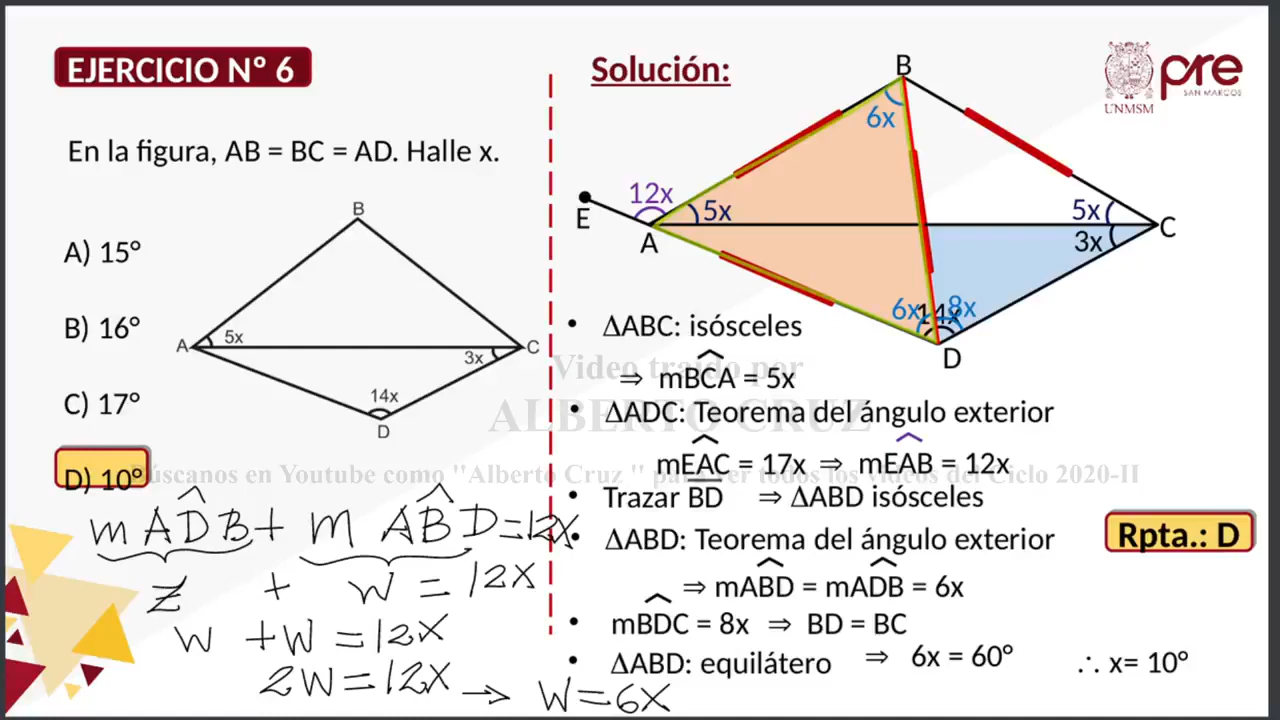 EJERCICIO Nº 6
En la figura, AB = BC = AD. Halle x.
A) 15°
B) 16°
C) 17°
D) 10°
B
A
5x
3x
C
14x
D
Solución:
pre
SAN MARCOS
UNMSM
B
6x
12x
E
A
5x
5x
3x
C
6x
14x
8x
D
• ΔABC: isósceles
⇒ mBCA = 5x
• ΔADC: Teorema del ángulo exterior
mEAC = 17x ⇒ mEAB = 12x
• Trazar BD ⇒ ΔABD isósceles
• ΔABD: Teorema del ángulo exterior
⇒ mABD = mADB = 6x
• mBDC = 8x ⇒ BD = BC
• ΔABD: equilátero ⇒ 6x = 60° ∴ x= 10°
Rpta.: D
Video traido por
ALBERTO CRUZ
Búscanos en Youtube como "Alberto Cruz " para ver todos los videos del Ciclo 2020-II
mADB + mABD = 12x
z + w = 12x
w + w = 12x
2w = 12x → w = 6x